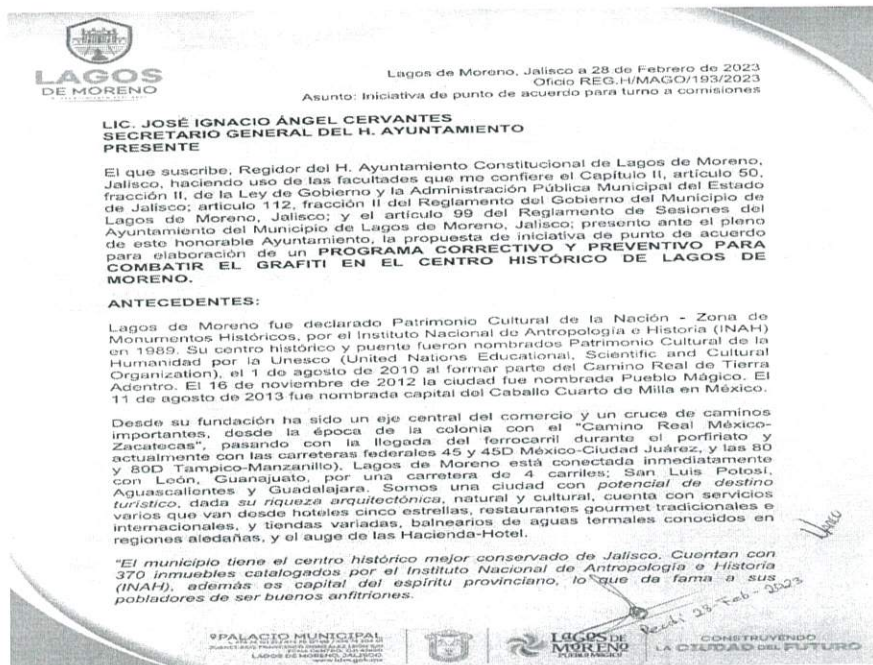 LAGOS
DE MORENO
Lagos de Moreno, Jalisco a 28 de Febrero de 2023
Oficio REG.H/MAGO/193/2023
Asunto: Iniciativa de punto de acuerdo para turno a comisiones
LIC. JOSÉ IGNACIO ÁNGEL CERVANTES
SECRETARIO GENERAL DEL H. AYUNTAMIENTO
PRESENTE
El que suscribe, Regidor del H. Ayuntamiento Constitucional de Lagos de Moreno,
Jalisco, haciendo uso de las facultades que me confiere el Capítulo II, artículo 50,
fracción II, de la Ley de Gobierno y la Administración Pública Municipal del Estado
de Jalisco; artículo 112, fracción II del Reglamento del Gobierno del Municipio de
Lagos de Moreno, Jalisco; y el artículo 99 del Reglamento de Sesiones del
Ayuntamiento del Municipio de Lagos de Moreno, Jalisco; presento ante el pleno
de este honorable Ayuntamiento, la propuesta de iniciativa de punto de acuerdo
para elaboración de un PROGRAMA CORRECTIVO Y PREVENTIVO PARA
COMBATIR EL GRAFITI EN EL CENTRO HISTÓRICO DE LAGOS DE
MORENO.
ANTECEDENTES:
Lagos de Moreno fue declarado Patrimonio Cultural de la Nación - Zona de
Monumentos Históricos, por el Instituto Nacional de Antropología e Historia (INAH)
en 1989. Su centro histórico y puente fueron nombrados Patrimonio Cultural de la
Humanidad por la Unesco (United Nations Educational, Scientific and Cultural
Organization), el 1 de agosto de 2010 al formar parte del Camino Real de Tierra
Adentro. El 16 de noviembre de 2012 la ciudad fue nombrada Pueblo Mágico. El
11 de agosto de 2013 fue nombrada capital del Caballo Cuarto de Milla en México.
Desde su fundación ha sido un eje central del comercio y un cruce de caminos
importantes, desde la época de la colonia con el "Camino Real México-
Zacatecas", pasando con la llegada del ferrocarril durante el porfiriato y
actualmente con las carreteras federales 45 y 45D México-Ciudad Juárez, y las 80
y 80D Tampico-Manzanillo). Lagos de Moreno está conectada inmediatamente
con León, Guanajuato, por una carretera de 4 carriles; San Luis Potosí,
Aguascalientes y Guadalajara. Somos una ciudad con potencial de destino
turístico, dada su riqueza arquitectónica, natural y cultural, cuenta con servicios
varios que van desde hoteles cinco estrellas, restaurantes gourmet tradicionales e
internacionales, y tiendas variadas, balnearios de aguas termales conocidos en
regiones aledañas, y el auge de las Hacienda-Hotel.
"El municipio tiene el centro histórico mejor conservado de Jalisco. Cuentan con
370 inmuebles catalogados por el Instituto Nacional de Antropología e Historia
(INAH), además es capital del espíritu provinciano, lo que da fama a sus
pobladores de ser buenos anfitriones.
Recibi 28-Feb-2023
PALACIO MUNICIPAL
LAGOS DE MORENO, JALISCO
LAGOS DE
MORENO
PUEBLO MÁGICO
CONSTRUYENDO
LA CIUDAD DEL FUTURO